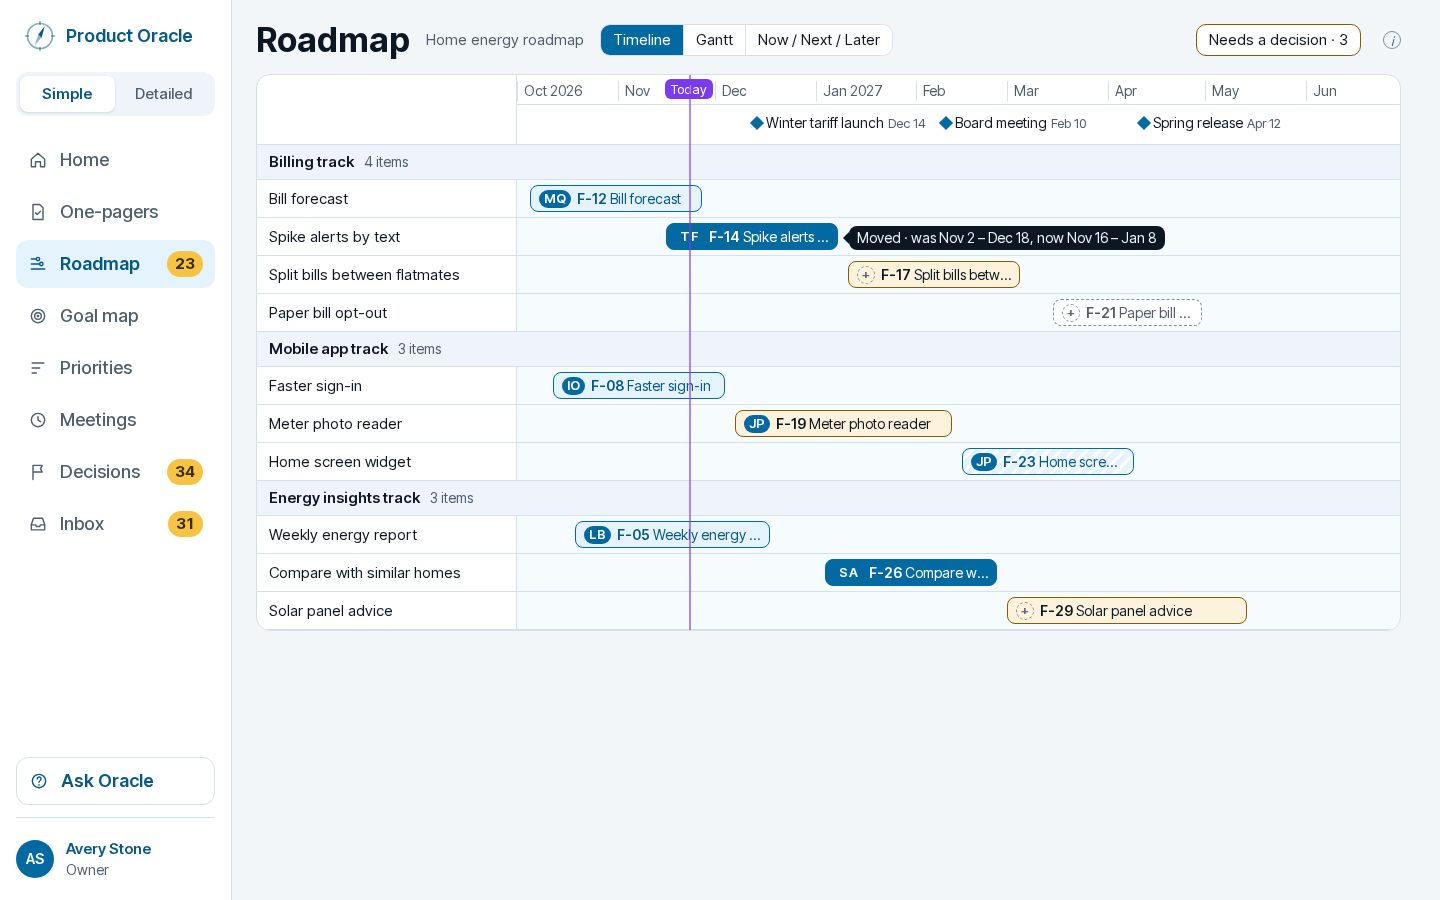 Product Oracle
Simple Detailed
Home
One-pagers
Roadmap 23
Goal map
Priorities
Meetings
Decisions 34
Inbox 31
Ask Oracle
AS Avery Stone
Owner
Roadmap Home energy roadmap Timeline Gantt Now / Next / Later Needs a decision · 3 i
Oct 2026 Nov Today Dec Jan 2027 Feb Mar Apr May Jun
Winter tariff launch Dec 14 Board meeting Feb 10 Spring release Apr 12
Billing track 4 items
Bill forecast MQ F-12 Bill forecast
Spike alerts by text TF F-14 Spike alerts ... Moved · was Nov 2 – Dec 18, now Nov 16 – Jan 8
Split bills between flatmates + F-17 Split bills betw...
Paper bill opt-out + F-21 Paper bill ...
Mobile app track 3 items
Faster sign-in IO F-08 Faster sign-in
Meter photo reader JP F-19 Meter photo reader
Home screen widget JP F-23 Home scre...
Energy insights track 3 items
Weekly energy report LB F-05 Weekly energy ...
Compare with similar homes SA F-26 Compare w...
Solar panel advice + F-29 Solar panel advice